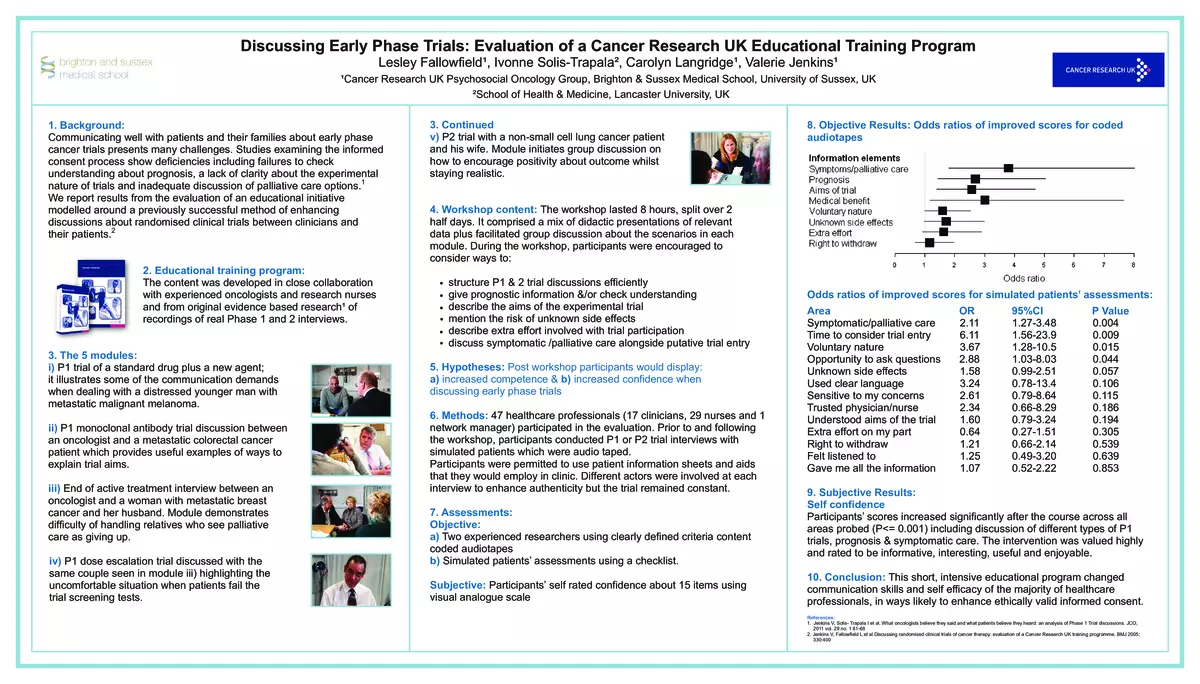 brighton and sussex
medical school
Discussing Early Phase Trials: Evaluation of a Cancer Research UK Educational Training Program
Lesley Fallowfield¹, Ivonne Solis-Trapala², Carolyn Langridge¹, Valerie Jenkins¹
¹Cancer Research UK Psychosocial Oncology Group, Brighton & Sussex Medical School, University of Sussex, UK
²School of Health & Medicine, Lancaster University, UK
CANCER RESEARCH UK
1. Background:
Communicating well with patients and their families about early phase
cancer trials presents many challenges. Studies examining the informed
consent process show deficiencies including failures to check
understanding about prognosis, a lack of clarity about the experimental
nature of trials and inadequate discussion of palliative care options.¹
We report results from the evaluation of an educational initiative
modelled around a previously successful method of enhancing
discussions about randomised clinical trials between clinicians and
their patients.²
2. Educational training program:
The content was developed in close collaboration
with experienced oncologists and research nurses
and from original evidence based research¹ of
recordings of real Phase 1 and 2 interviews.
3. The 5 modules:
i) P1 trial of a standard drug plus a new agent;
it illustrates some of the communication demands
when dealing with a distressed younger man with
metastatic malignant melanoma.
ii) P1 monoclonal antibody trial discussion between
an oncologist and a metastatic colorectal cancer
patient which provides useful examples of ways to
explain trial aims.
iii) End of active treatment interview between an
oncologist and a woman with metastatic breast
cancer and her husband. Module demonstrates
difficulty of handling relatives who see palliative
care as giving up.
iv) P1 dose escalation trial discussed with the
same couple seen in module iii) highlighting the
uncomfortable situation when patients fail the
trial screening tests.
3. Continued
v) P2 trial with a non-small cell lung cancer patient
and his wife. Module initiates group discussion on
how to encourage positivity about outcome whilst
staying realistic.
4. Workshop content: The workshop lasted 8 hours, split over 2
half days. It comprised a mix of didactic presentations of relevant
data plus facilitated group discussion about the scenarios in each
module. During the workshop, participants were encouraged to
consider ways to:
• structure P1 & 2 trial discussions efficiently
• give prognostic information &/or check understanding
• describe the aims of the experimental trial
• mention the risk of unknown side effects
• describe extra effort involved with trial participation
• discuss symptomatic /palliative care alongside putative trial entry
5. Hypotheses: Post workshop participants would display:
a) increased competence & b) increased confidence when
discussing early phase trials
6. Methods: 47 healthcare professionals (17 clinicians, 29 nurses and 1
network manager) participated in the evaluation. Prior to and following
the workshop, participants conducted P1 or P2 trial interviews with
simulated patients which were audio taped.
Participants were permitted to use patient information sheets and aids
that they would employ in clinic. Different actors were involved at each
interview to enhance authenticity but the trial remained constant.
7. Assessments:
Objective:
a) Two experienced researchers using clearly defined criteria content
coded audiotapes
b) Simulated patients' assessments using a checklist.
Subjective: Participants' self rated confidence about 15 items using
visual analogue scale
8. Objective Results: Odds ratios of improved scores for coded
audiotapes
Information elements
Symptoms/palliative care
Prognosis
Aims of trial
Medical benefit
Voluntary nature
Unknown side effects
Extra effort
Right to withdraw
0 1 2 3 4 5 6 7 8
Odds ratio
Odds ratios of improved scores for simulated patients' assessments:
Area OR 95%CI P Value
Symptomatic/palliative care 2.11 1.27-3.48 0.004
Time to consider trial entry 6.11 1.56-23.9 0.009
Voluntary nature 3.67 1.28-10.5 0.015
Opportunity to ask questions 2.88 1.03-8.03 0.044
Unknown side effects 1.58 0.99-2.51 0.057
Used clear language 3.24 0.78-13.4 0.106
Sensitive to my concerns 2.61 0.79-8.64 0.115
Trusted physician/nurse 2.34 0.66-8.29 0.186
Understood aims of the trial 1.60 0.79-3.24 0.194
Extra effort on my part 0.64 0.27-1.51 0.305
Right to withdraw 1.21 0.66-2.14 0.539
Felt listened to 1.25 0.49-3.20 0.639
Gave me all the information 1.07 0.52-2.22 0.853
9. Subjective Results:
Self confidence
Participants' scores increased significantly after the course across all
areas probed (P<= 0.001) including discussion of different types of P1
trials, prognosis & symptomatic care. The intervention was valued highly
and rated to be informative, interesting, useful and enjoyable.
10. Conclusion: This short, intensive educational program changed
communication skills and self efficacy of the majority of healthcare
professionals, in ways likely to enhance ethically valid informed consent.
References:
1. Jenkins V, Solis- Trapala I et al. What oncologists believe they said and what patients believe they heard: an analysis of Phase 1 Trial discussions. JCO,
2011 vol. 29 no. 1 61-68
2. Jenkins V, Fallowfield L et al Discussing randomised clinical trials of cancer therapy: evaluation of a Cancer Research UK training programme. BMJ 2005;
330:400